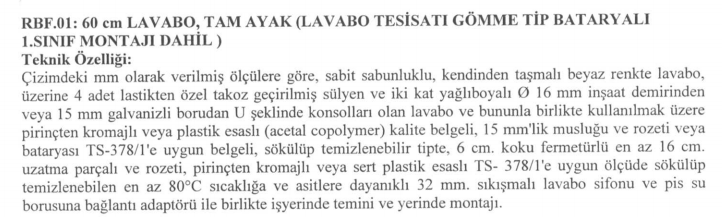 RBF.01: 60 cm LAVABO, TAM AYAK (LAVABO TESİSATI GÖMME TİP BATARYALI
1.SINIF MONTAJI DAHİL )
Teknik Özelliği:
Çizimdeki mm olarak verilmiş ölçülere göre, sabit sabunluklu, kendinden taşmalı beyaz renkte lavabo,
üzerine 4 adet lastikten özel takoz geçirilmiş sülyen ve iki kat yağlıboyalı Ø 16 mm inşaat demirinden
veya 15 mm galvanizli borudan U şeklinde konsolları olan lavabo ve bununla birlikte kullanılmak üzere
pirinçten kromajlı veya plastik esaslı (acetal copolymer) kalite belgeli, 15 mm'lik musluğu ve rozeti veya
bataryası TS-378/1'e uygun belgeli, sökülüp temizlenebilir tipte, 6 cm. koku fermetürlü en az 16 cm.
uzatma parçalı ve rozeti, pirinçten kromajlı veya sert plastik esaslı TS- 378/1'e uygun ölçüde sökülüp
temizlenebilen en az 80°C sıcaklığa ve asitlere dayanıklı 32 mm. sıkışmalı lavabo sifonu ve pis su
borusuna bağlantı adaptörü ile birlikte işyerinde temini ve yerinde montajı.